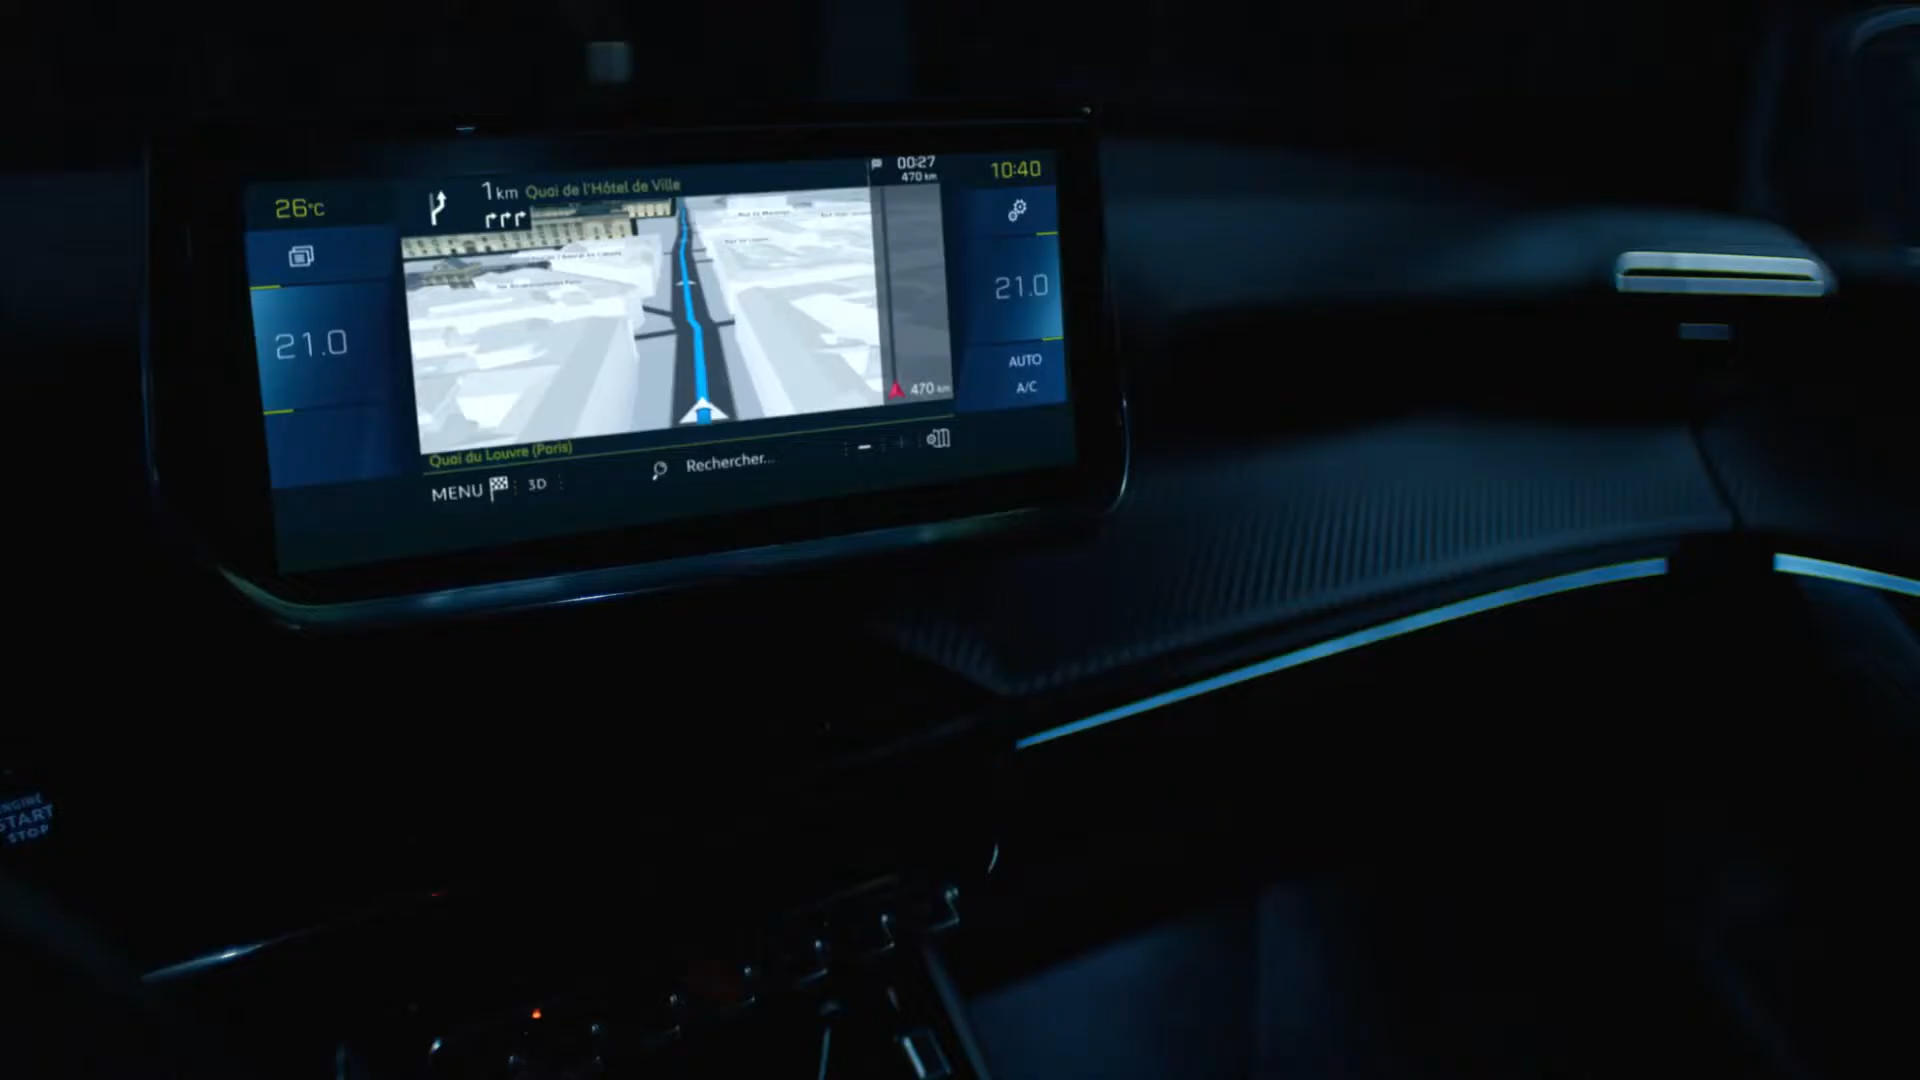 26°C
1 km Quai de l'Hôtel de Ville
00:27
470 km
10:40
21.0
21.0
AUTO
A/C
470 km
Quai du Louvre (Paris)
MENU
3D
Rechercher...
ENGINE
START
STOP